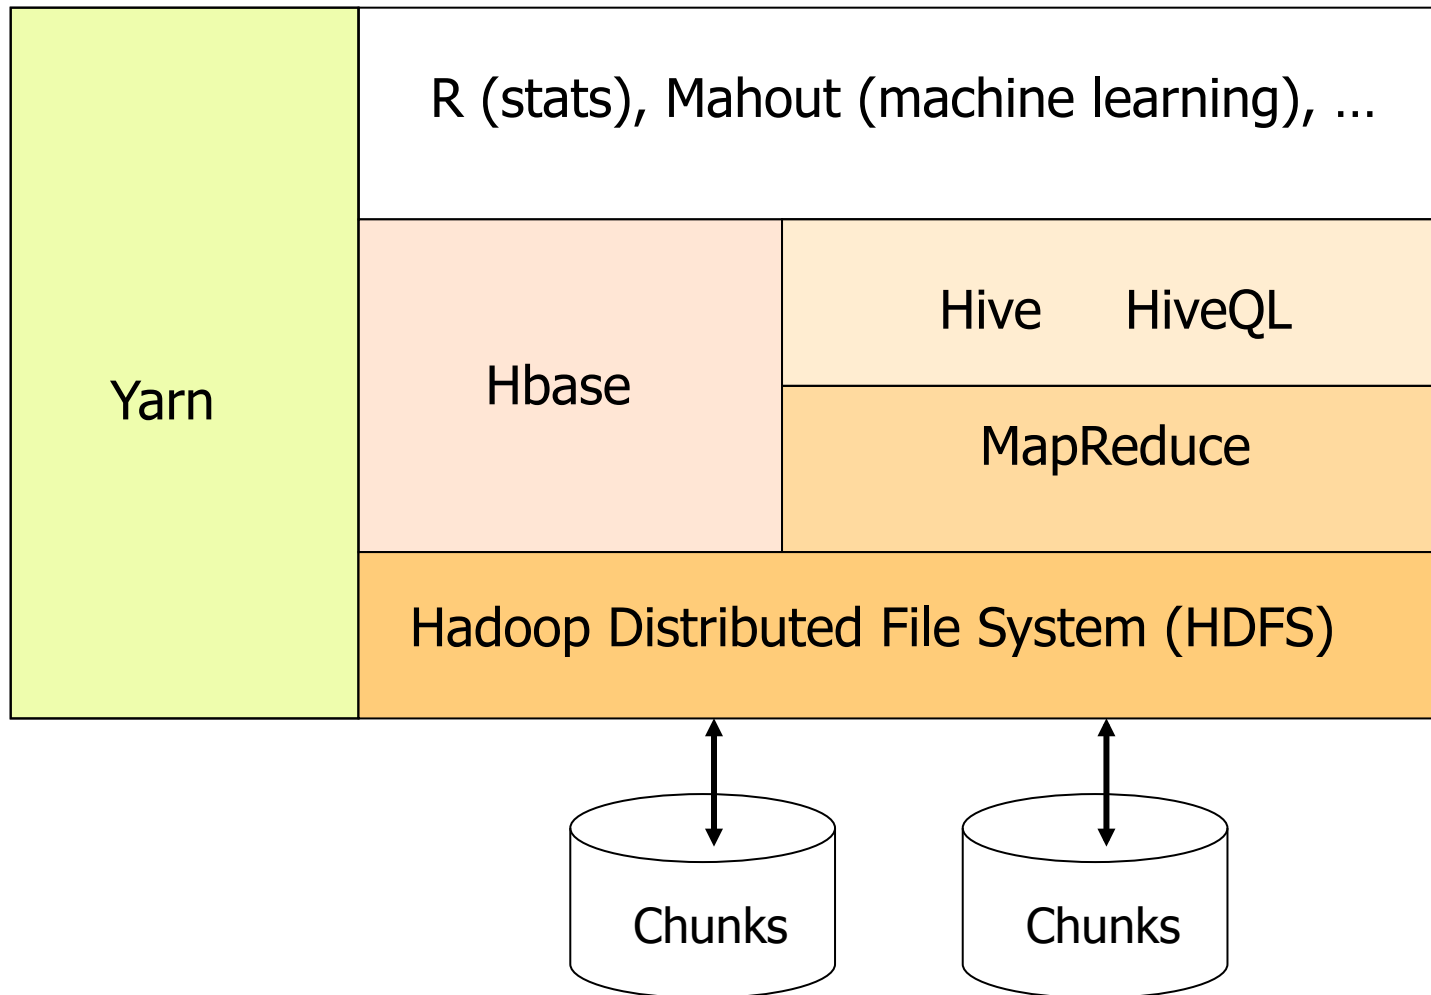 R (stats), Mahout (machine learning), ...
Yarn
Hbase
Hive HiveQL
MapReduce
Hadoop Distributed File System (HDFS)
Chunks
Chunks